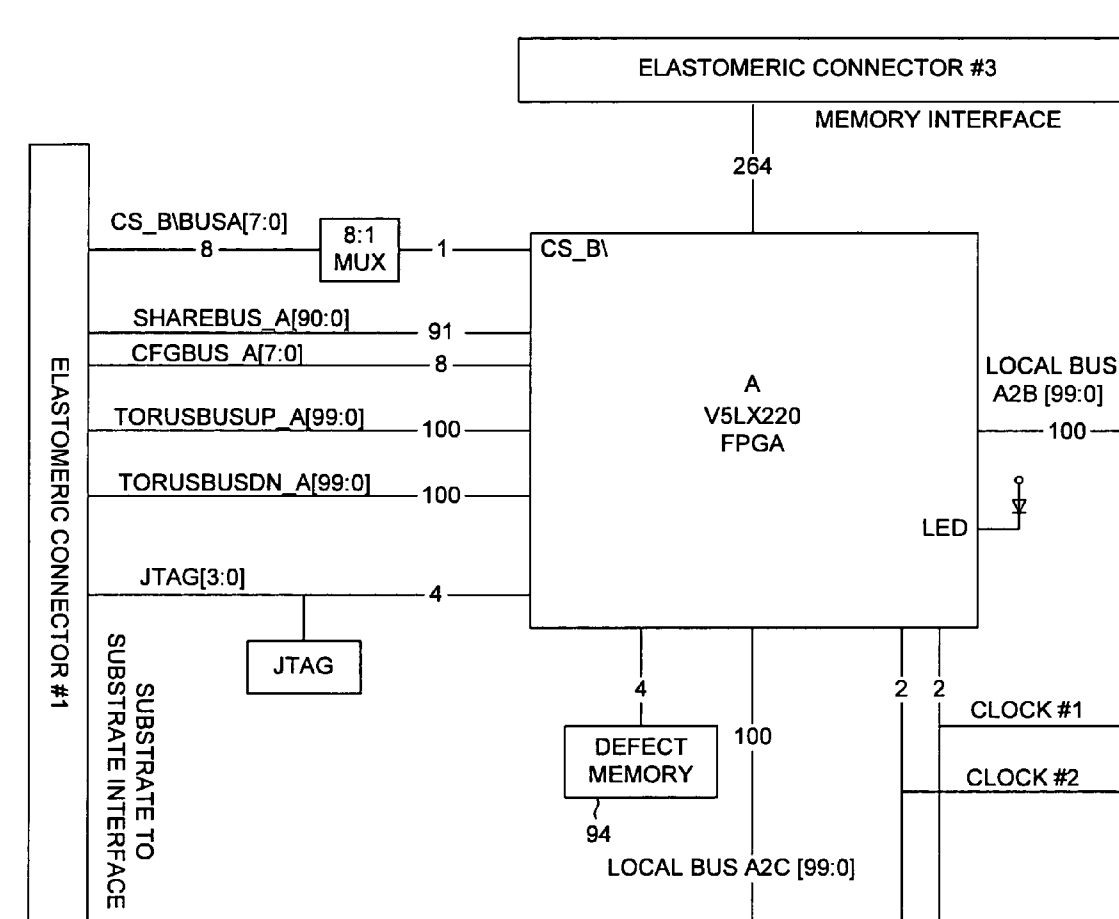 ELASTOMERIC CONNECTOR #3
MEMORY INTERFACE
264
CS_B\BUSA[7:0]
8
8:1
MUX
1
CS_B\
SHAREBUS_A[90:0]
91
CFGBUS_A[7:0]
8
TORUSBUSUP_A[99:0]
100
TORUSBUSDN_A[99:0]
100
JTAG[3:0]
4
JTAG
ELASTOMERIC CONNECTOR #1
SUBSTRATE TO
SUBSTRATE INTERFACE
A
V5LX220
FPGA
LOCAL BUS
A2B [99:0]
100
LED
4
DEFECT
MEMORY
94
100
LOCAL BUS A2C [99:0]
2
2
CLOCK #1
CLOCK #2